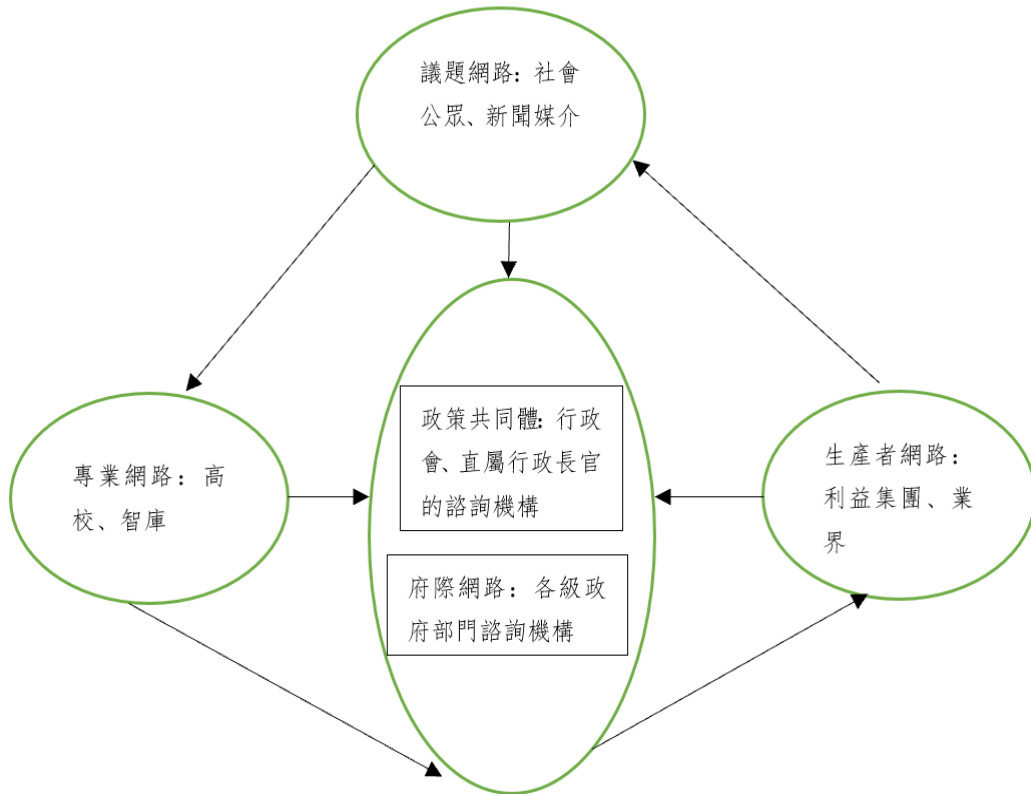 議題網路：社會
公眾、新聞媒介
政策共同體：行政
會、直屬行政長官
的諮詢機構
專業網路：高
校、智庫
生產者網路：
利益集團、業
界
府際網路：各級政
府部門諮詢機構